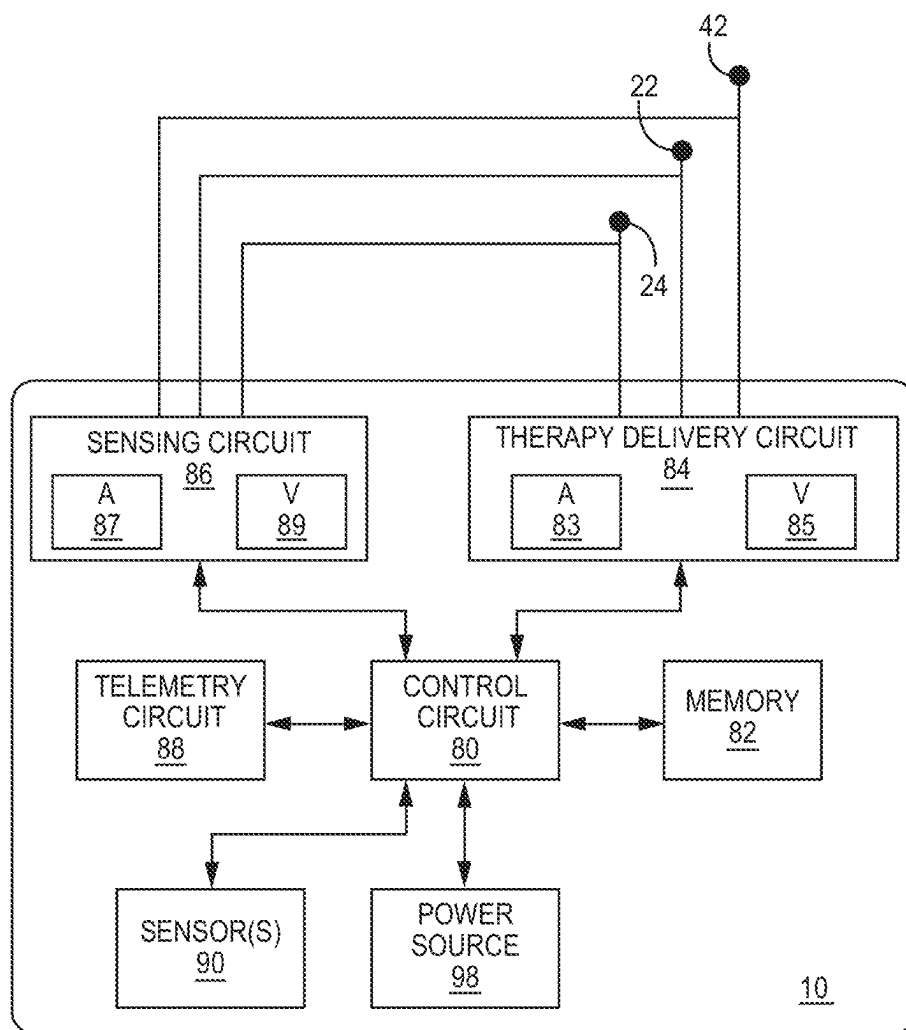 42
22
24
SENSING CIRCUIT
86
A
87
V
89
THERAPY DELIVERY CIRCUIT
84
A
83
V
85
TELEMETRY
CIRCUIT
88
CONTROL
CIRCUIT
80
MEMORY
82
SENSOR(S)
90
POWER
SOURCE
98
10